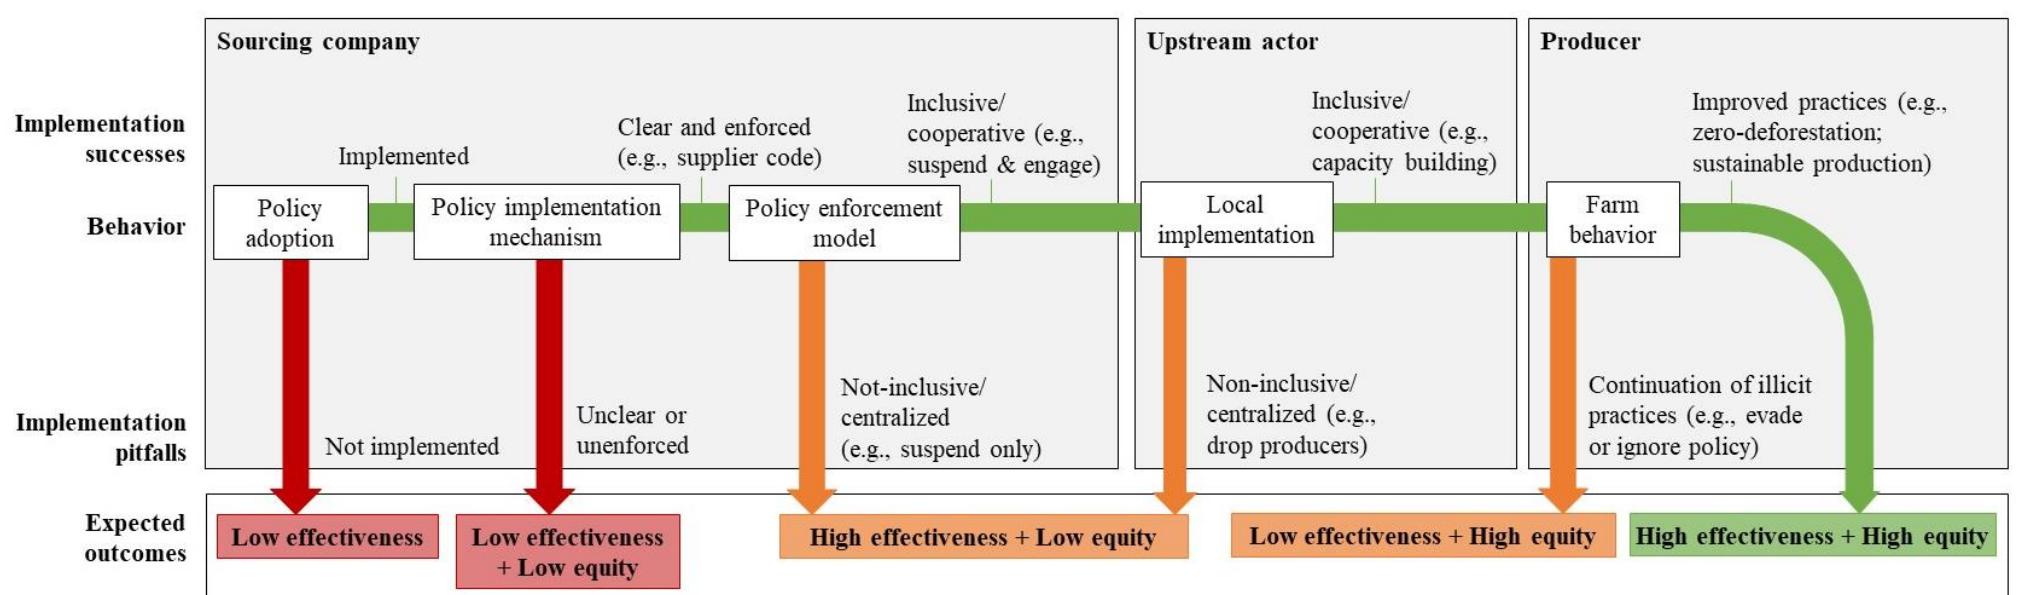 Sourcing company
Upstream actor
Producer
Implementation
successes
Implemented
Clear and enforced
(e.g., supplier code)
Inclusive/
cooperative (e.g.,
suspend & engage)
Inclusive/
cooperative (e.g.,
capacity building)
Improved practices (e.g.,
zero-deforestation;
sustainable production)
Behavior
Policy
adoption
Policy implementation
mechanism
Policy enforcement
model
Local
implementation
Farm
behavior
Implementation
pitfalls
Not implemented
Unclear or
unenforced
Not-inclusive/
centralized
(e.g., suspend only)
Non-inclusive/
centralized (e.g.,
drop producers)
Continuation of illicit
practices (e.g., evade
or ignore policy)
Expected
outcomes
Low effectiveness
Low effectiveness
+ Low equity
High effectiveness + Low equity
Low effectiveness + High equity
High effectiveness + High equity